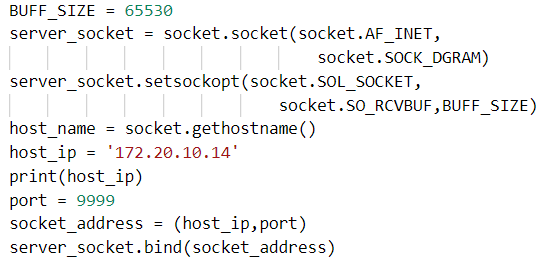 BUFF_SIZE = 65530
server_socket = socket.socket(socket.AF_INET,
socket.SOCK_DGRAM)
server_socket.setsockopt(socket.SOL_SOCKET,
socket.SO_RCVBUF,BUFF_SIZE)
host_name = socket.gethostname()
host_ip = '172.20.10.14'
print(host_ip)
port = 9999
socket_address = (host_ip,port)
server_socket.bind(socket_address)